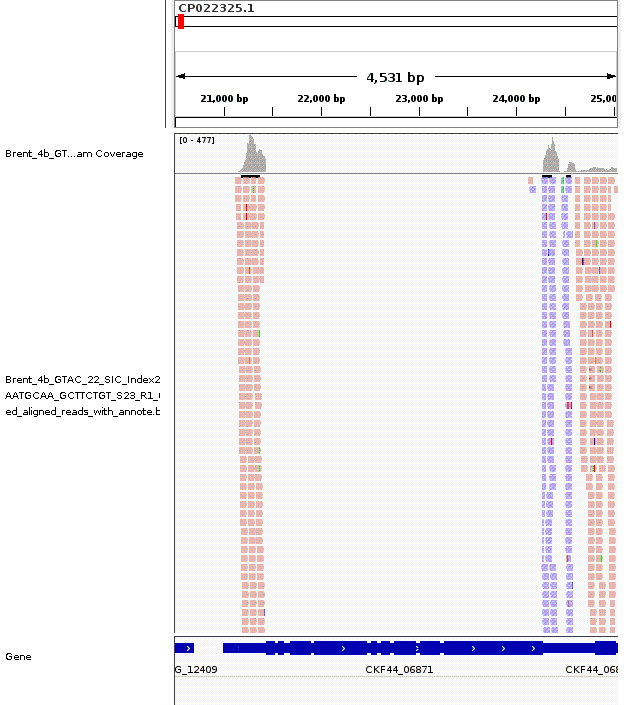 CP022325.1
4,531 bp
21,000 bp 22,000 bp 23,000 bp 24,000 bp 25,00
[0 - 477]
Brent_4b_GT...am Coverage
Brent_4b_GTAC_22_SIC_Index2
AATGCAA_GCTTCTGT_S23_R1_
ed_aligned_reads_with_annote.b
Gene
G_12409 CKF44_06871 CKF44_068